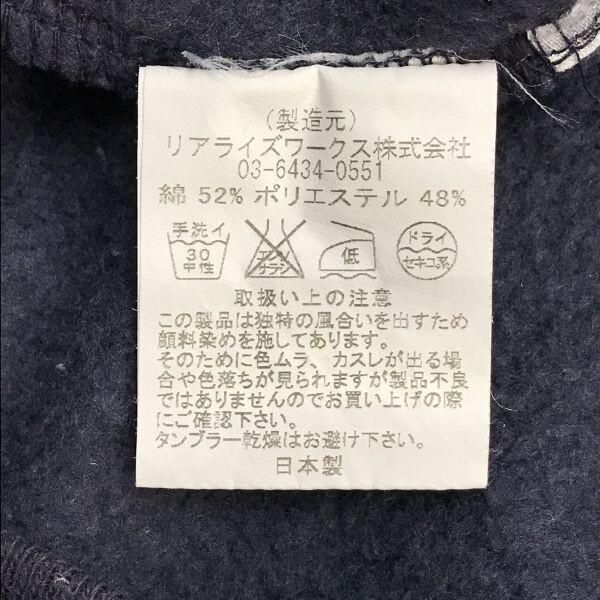 (製造元)
リアライズワークス株式会社
03-6434-0551
綿 52% ポリエステル 48%
手洗イ 30 中性 エンソサラシ 低 ドライ セキユ系
取扱い上の注意
この製品は独特の風合いを出すため
顔料染めを施してあります。
そのために色ムラ、カスレが出る場
合や色落ちが見られますが製品不良
ではありませんのでお買い上げの際
にご確認下さい。
タンブラー乾燥はお避け下さい。
日本製